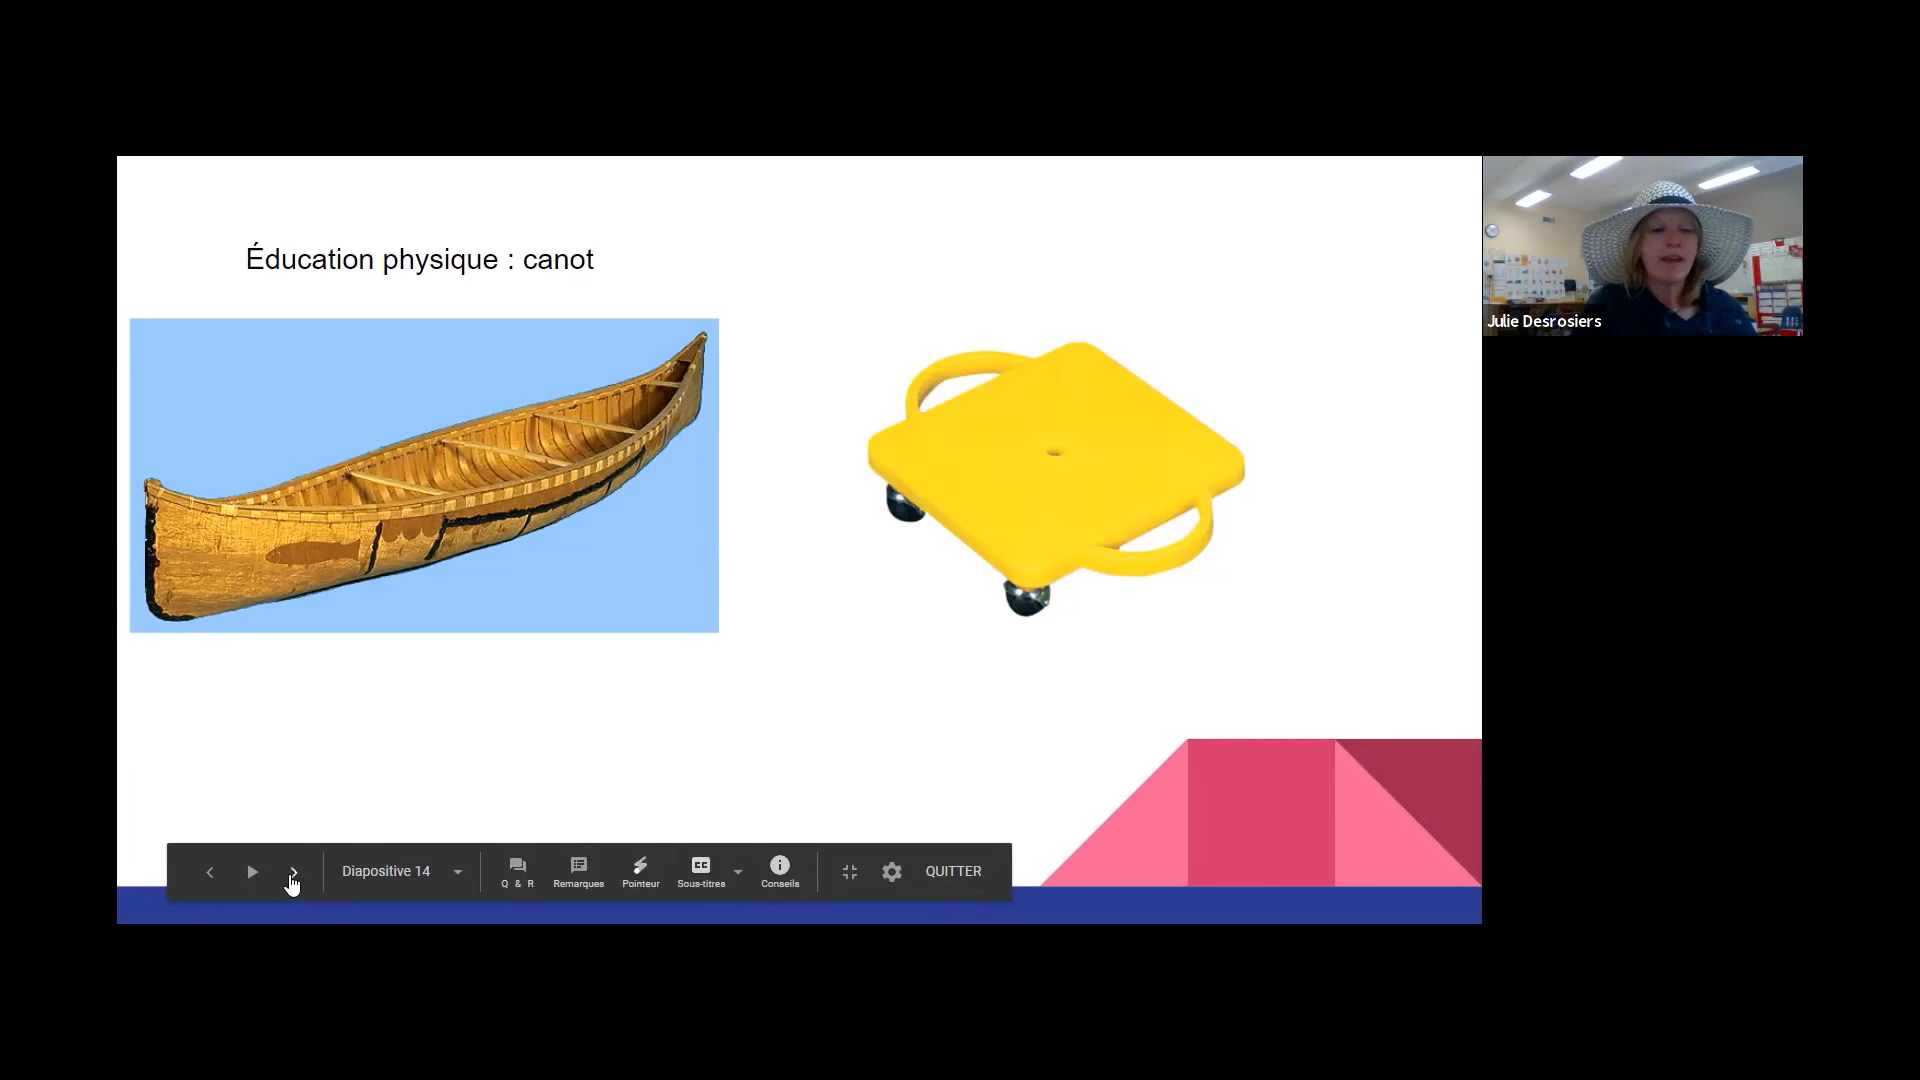 Éducation physique : canot
Julie Desrosiers
Diapositive 14
Q & R
Remarques
Pointeur
Sous-titres
Conseils
QUITTER